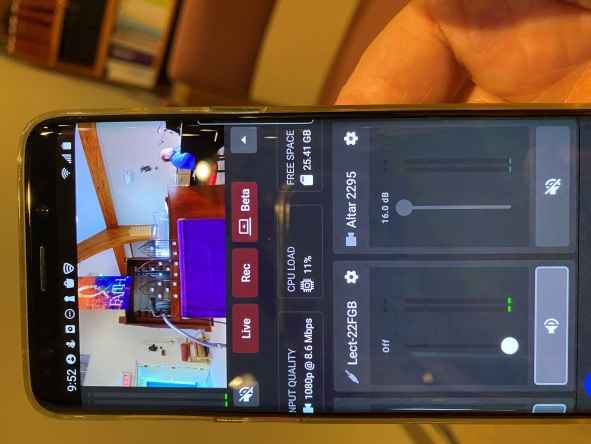 9:52
FAITH
Live
Rec
Beta
INPUT QUALITY
1080p @ 8.6 Mbps
CPU LOAD
11%
FREE SPACE
25.41 GB
Lect-22FGB
Off
Altar 2295
16.0 dB